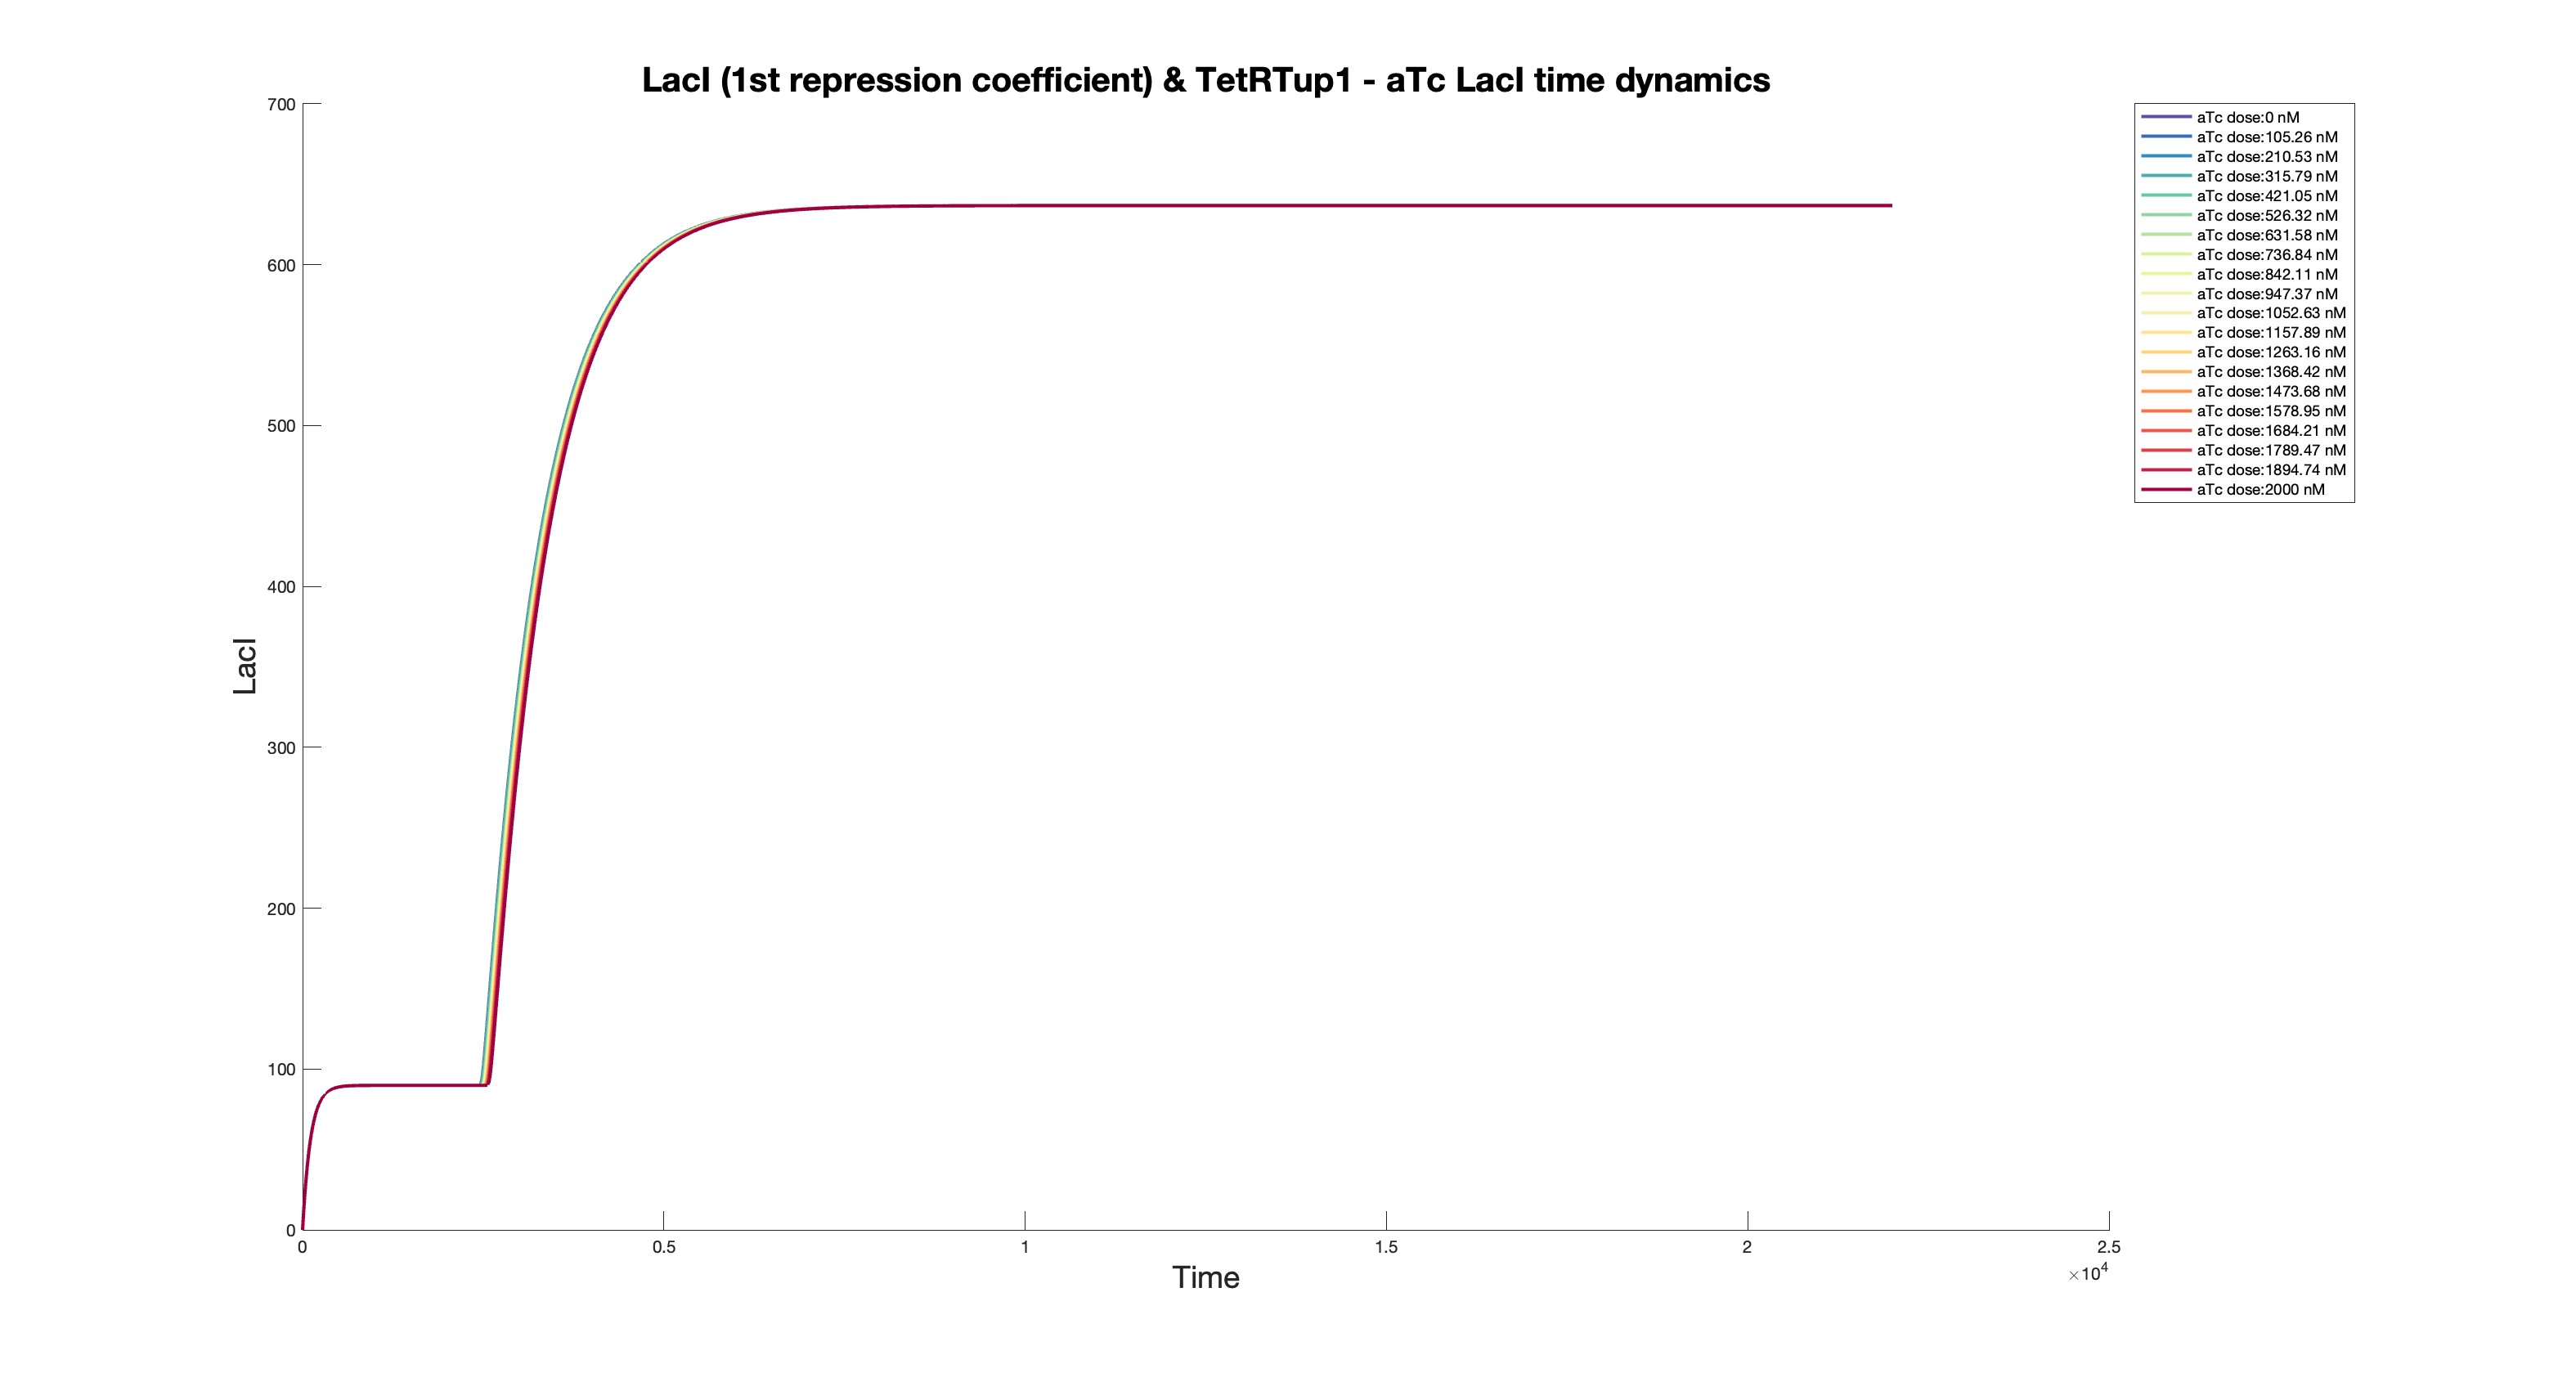 LacI (1st repression coefficient) & TetRTup1 - aTc LacI time dynamics
700
600
500
400
300
200
100
0
LacI
0
0.5
1
1.5
2
2.5
×10^4
Time
aTc dose:0 nM
aTc dose:105.26 nM
aTc dose:210.53 nM
aTc dose:315.79 nM
aTc dose:421.05 nM
aTc dose:526.32 nM
aTc dose:631.58 nM
aTc dose:736.84 nM
aTc dose:842.11 nM
aTc dose:947.37 nM
aTc dose:1052.63 nM
aTc dose:1157.89 nM
aTc dose:1263.16 nM
aTc dose:1368.42 nM
aTc dose:1473.68 nM
aTc dose:1578.95 nM
aTc dose:1684.21 nM
aTc dose:1789.47 nM
aTc dose:1894.74 nM
aTc dose:2000 nM